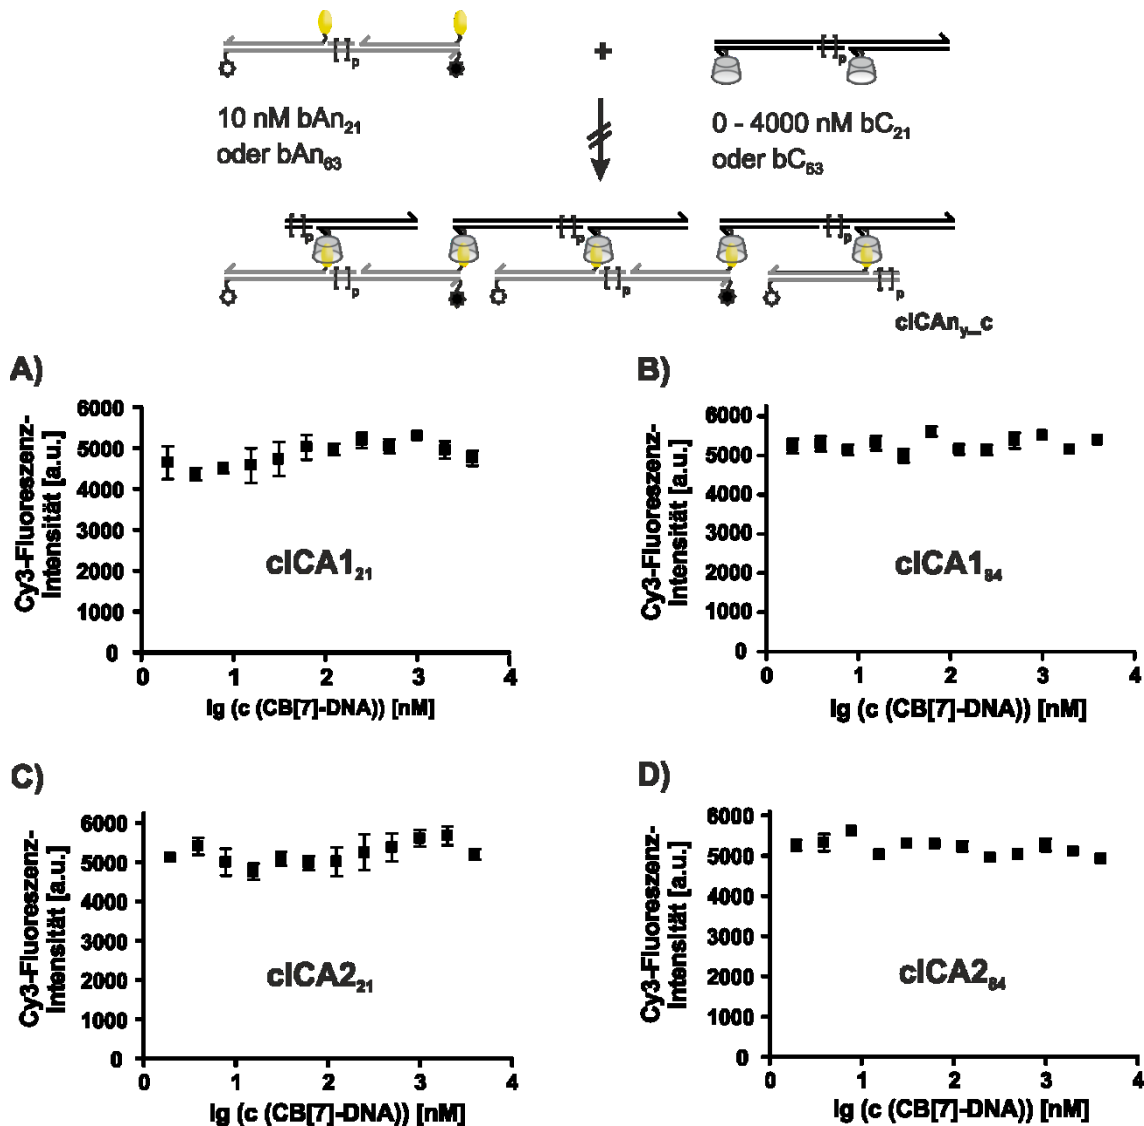 p
+
p
10 nM bAn21
oder bAn63
0 - 4000 nM bC21
oder bC63
p
p
p
p
p
p
clCAny_c
A)
Cy3-Fluoreszenz-
Intensität [a.u.]
6000
5000
4000
3000
2000
1000
0
clCA121
0
1
2
3
4
lg (c (CB[7]-DNA)) [nM]
B)
Cy3-Fluoreszenz-
Intensität [a.u.]
6000
5000
4000
3000
2000
1000
0
clCA184
0
1
2
3
4
lg (c (CB[7]-DNA)) [nM]
C)
Cy3-Fluoreszenz-
Intensität [a.u.]
6000
5000
4000
3000
2000
1000
0
clCA221
0
1
2
3
4
lg (c (CB[7]-DNA)) [nM]
D)
Cy3-Fluoreszenz-
Intensität [a.u.]
6000
5000
4000
3000
2000
1000
0
clCA284
0
1
2
3
4
lg (c (CB[7]-DNA)) [nM]